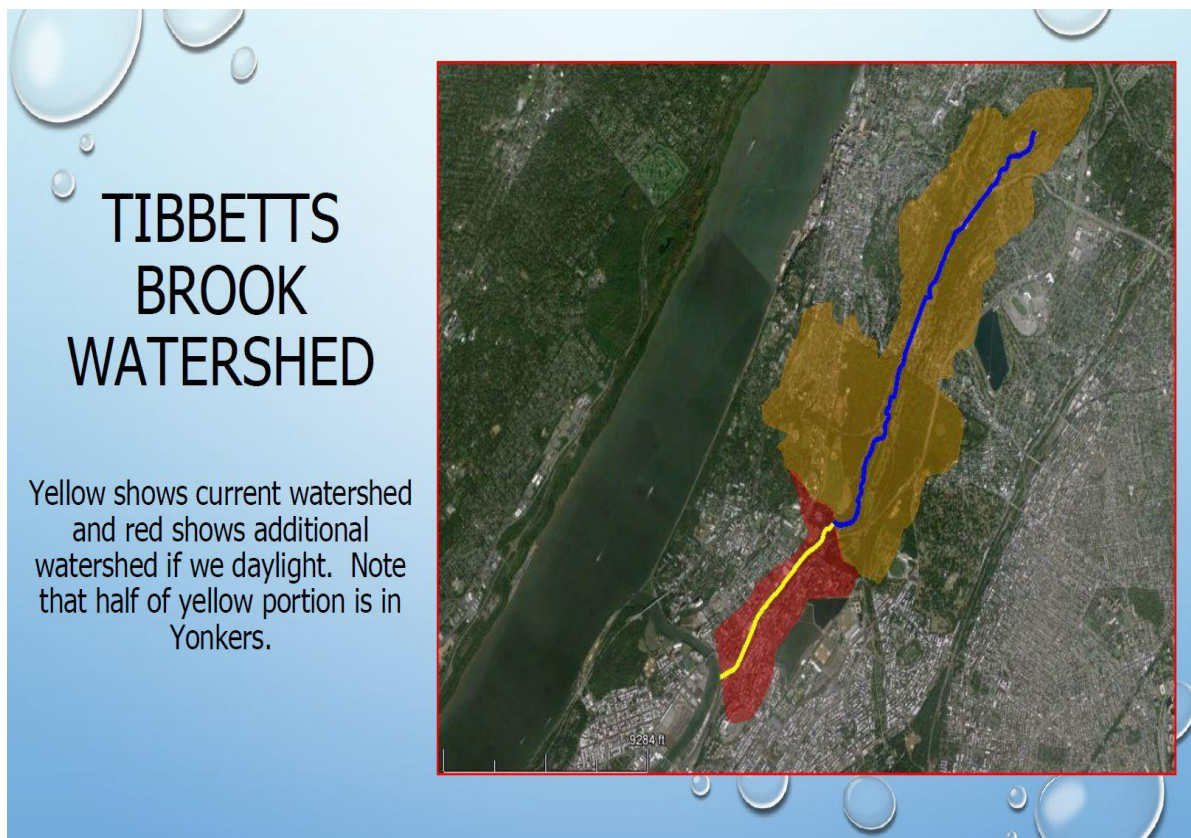 TIBBETTS
BROOK
WATERSHED
Yellow shows current watershed
and red shows additional
watershed if we daylight. Note
that half of yellow portion is in
Yonkers.
9284 ft